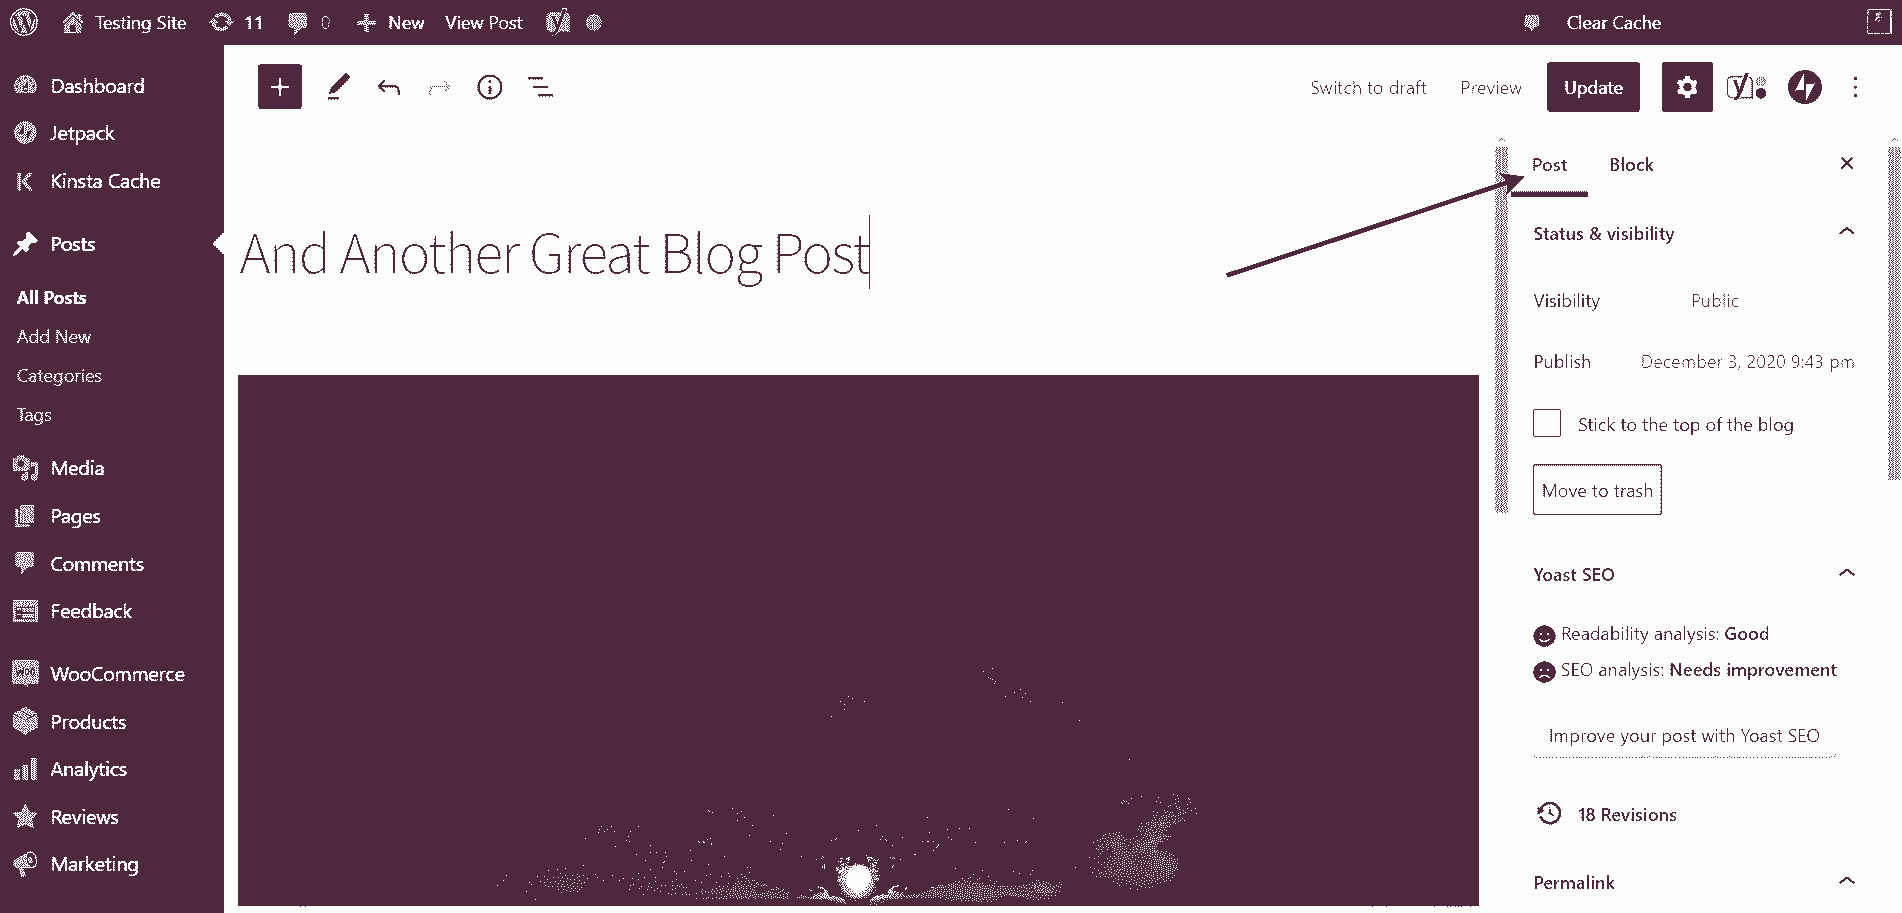 Testing Site
11
0
New
View Post
Clear Cache
Dashboard
Jetpack
Kinsta Cache
Posts
All Posts
Add New
Categories
Tags
Media
Pages
Comments
Feedback
WooCommerce
Products
Analytics
Reviews
Marketing
Switch to draft
Preview
Update
And Another Great Blog Post
Post
Block
Status & visibility
Visibility Public
Publish December 3, 2020 9:43 pm
Stick to the top of the blog
Move to trash
Yoast SEO
Readability analysis: Good
SEO analysis: Needs improvement
Improve your post with Yoast SEO
18 Revisions
Permalink